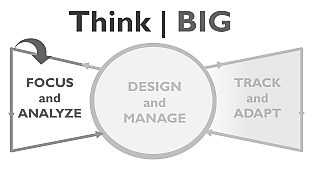 Think | BIG
FOCUS
and
ANALYZE
DESIGN
and
MANAGE
TRACK
and
ADAPT